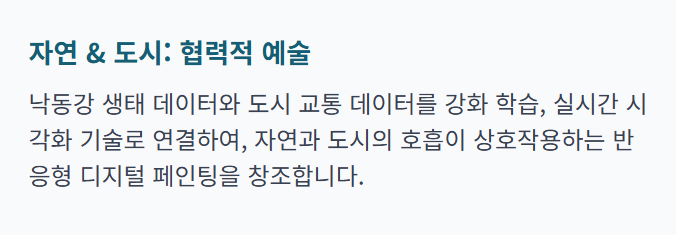 자연 & 도시: 협력적 예술
낙동강 생태 데이터와 도시 교통 데이터를 강화 학습, 실시간 시
각화 기술로 연결하여, 자연과 도시의 호흡이 상호작용하는 반
응형 디지털 페인팅을 창조합니다.